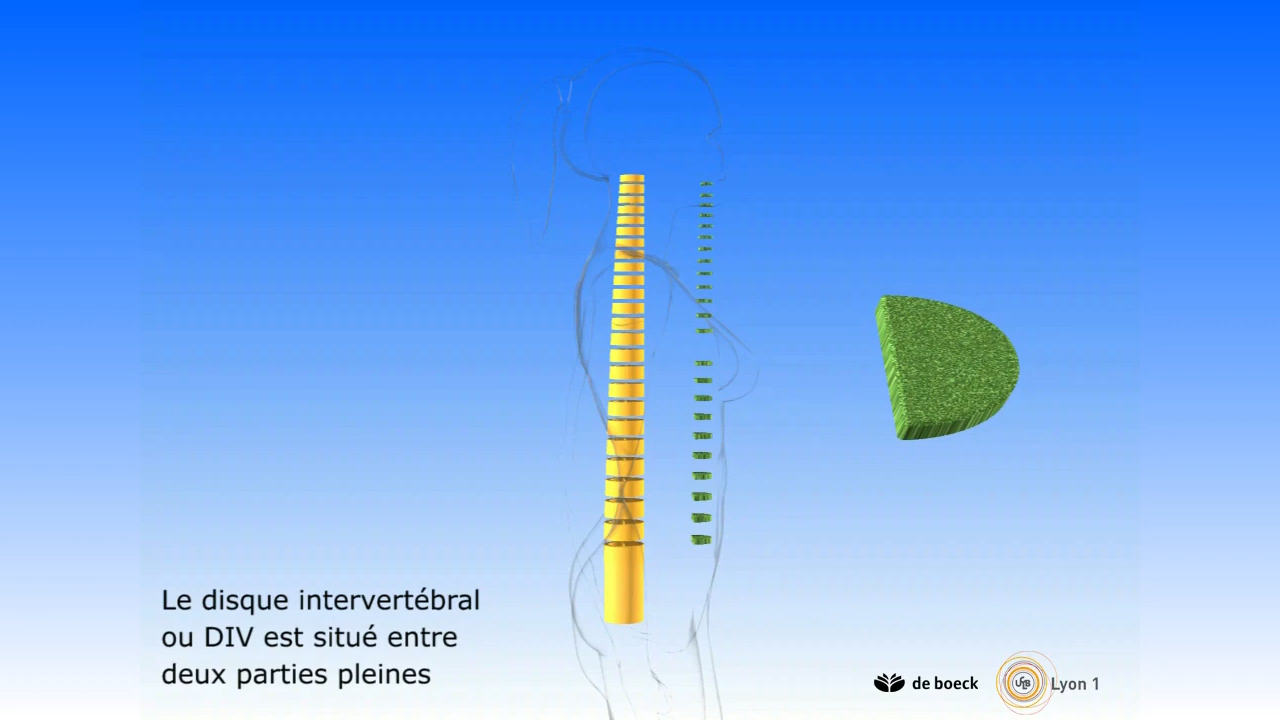 Le disque intervertébral
ou DIV est situé entre
deux parties pleines
de boeck
Lyon 1